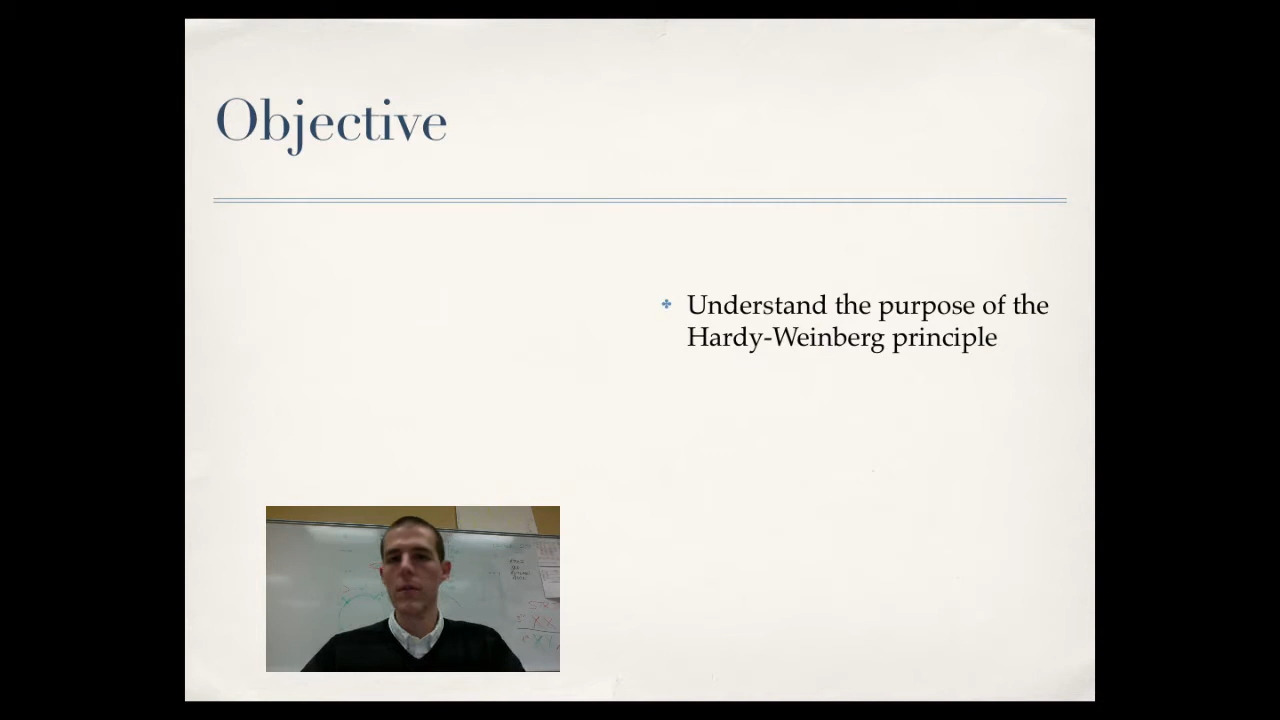 Objective
Understand the purpose of the
Hardy-Weinberg principle